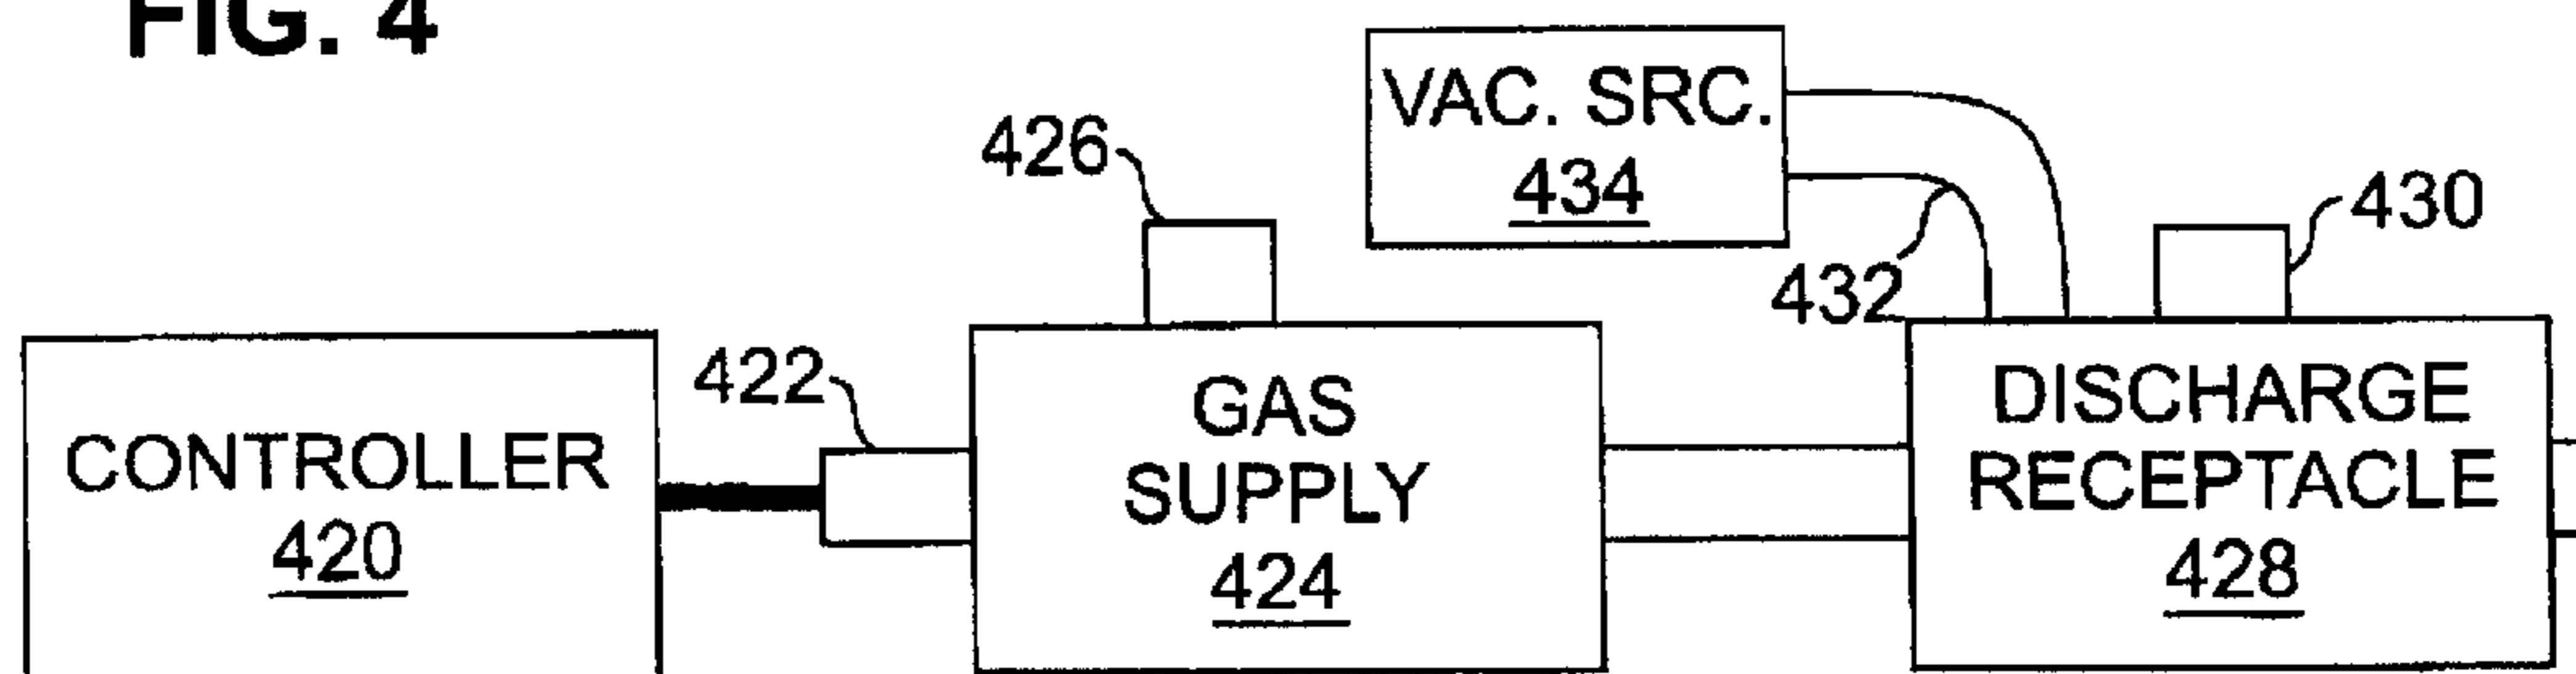 FIG. 4
VAC. SRC.
434
426
430
432
422
CONTROLLER
420
GAS
SUPPLY
424
DISCHARGE
RECEPTACLE
428